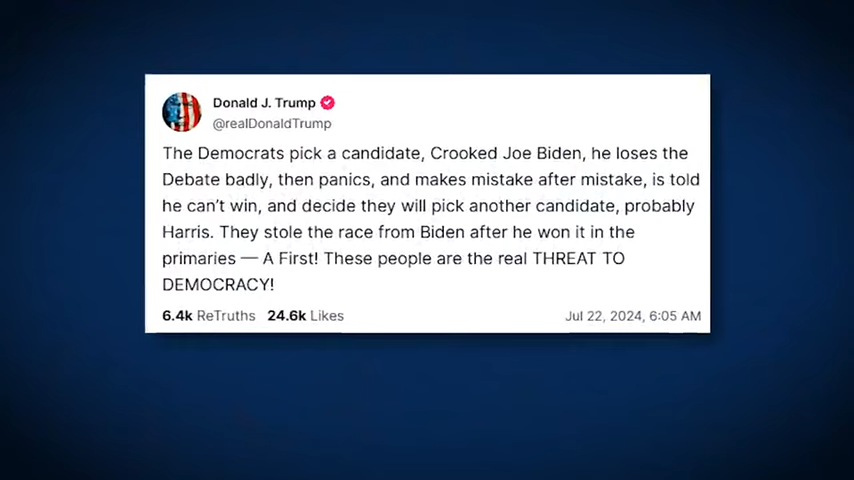 Donald J. Trump
@realDonaldTrump
The Democrats pick a candidate, Crooked Joe Biden, he loses the
Debate badly, then panics, and makes mistake after mistake, is told
he can't win, and decide they will pick another candidate, probably
Harris. They stole the race from Biden after he won it in the
primaries — A First! These people are the real THREAT TO
DEMOCRACY!
6.4k ReTruths 24.6k Likes Jul 22, 2024, 6:05 AM